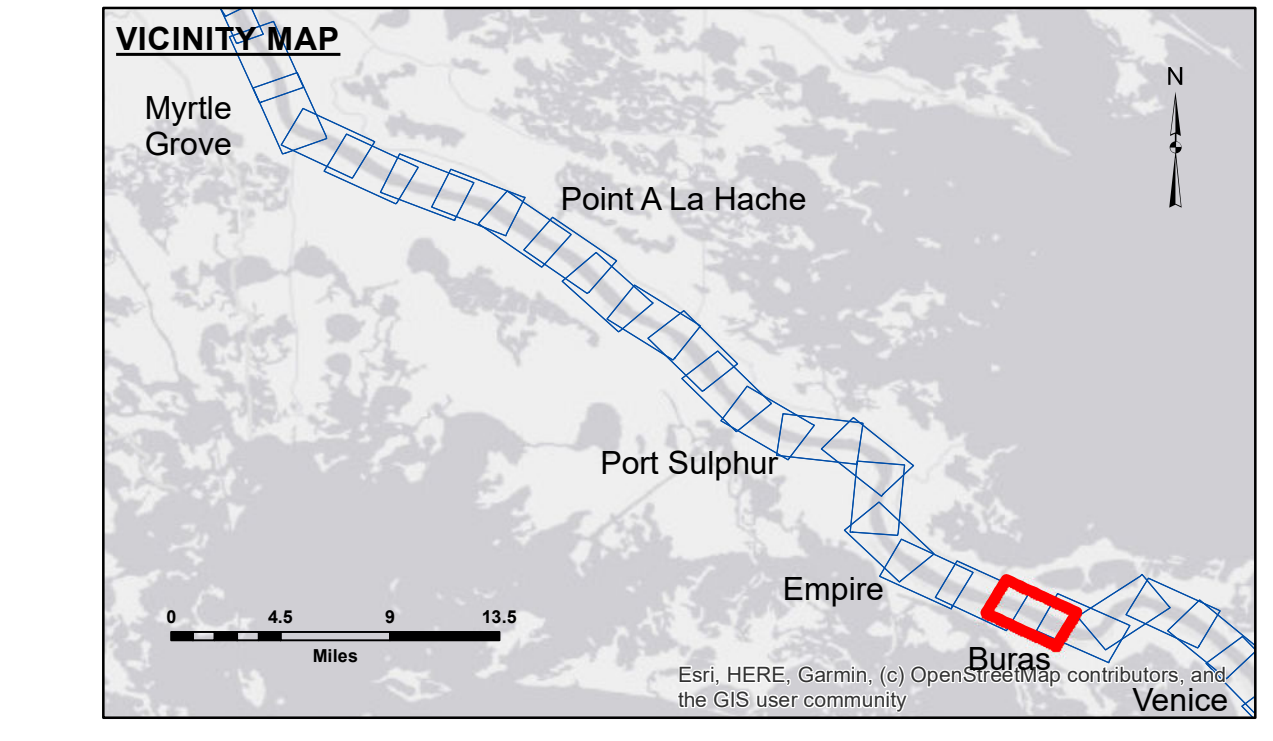 VICINITY MAP
N
Myrtle
Grove
Point A La Hache
Port Sulphur
Empire
0 4.5 9 13.5
Miles
Buras
Esri, HERE, Garmin, (c) OpenStreetMap contributors, and
the GIS user community
Venice